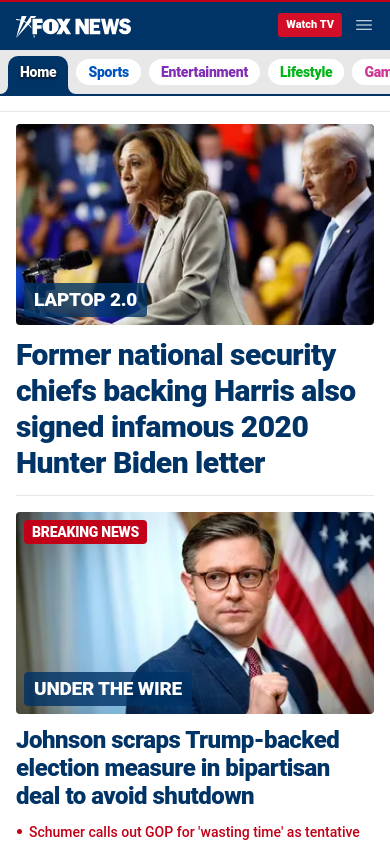 FOX NEWS
Watch TV
Home
Sports
Entertainment
Lifestyle
Gam
LAPTOP 2.0
Former national security
chiefs backing Harris also
signed infamous 2020
Hunter Biden letter
BREAKING NEWS
UNDER THE WIRE
Johnson scraps Trump-backed
election measure in bipartisan
deal to avoid shutdown
• Schumer calls out GOP for 'wasting time' as tentative